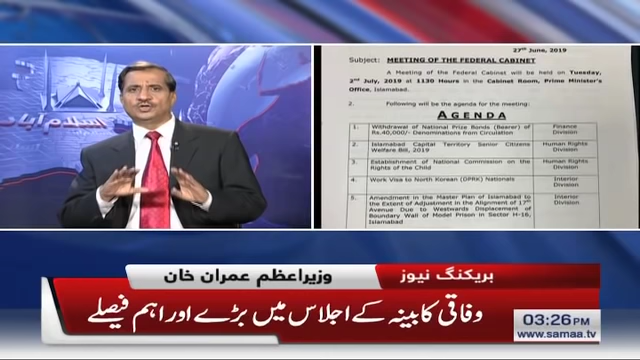 اسلام آباد
27th June, 2019
Subject: MEETING OF THE FEDERAL CABINET
A Meeting of the Federal Cabinet will be held on Tuesday,
2nd July, 2019 at 1130 Hours in the Cabinet Room, Prime Minister's
Office, Islamabad.
2. Following will be the agenda for the meeting:
AGENDA
1. Withdrawal of National Prize Bonds (Bearer) of Rs.40,000/- Denominations from Circulation Finance Division
2. Islamabad Capital Territory Senior Citizens Welfare Bill, 2019 Human Rights Division
3. Establishment of National Commission on the Rights of the Child Human Rights Division
4. Work Visa to North Korean (DPRK) Nationals Interior Division
5. Amendment in the Master Plan of Islamabad to the Extent of Adjustment in the Alignment of 17th Avenue Due to Westwards Displacement of Boundary Wall of Model Prison in Sector H-16, Islamabad Interior Division
بریکنگ نیوز
وزیراعظم عمران خان
وفاقی کابینہ کے اجلاس میں بڑے اور اہم فیصلے
03:26PM
www.samaa.tv